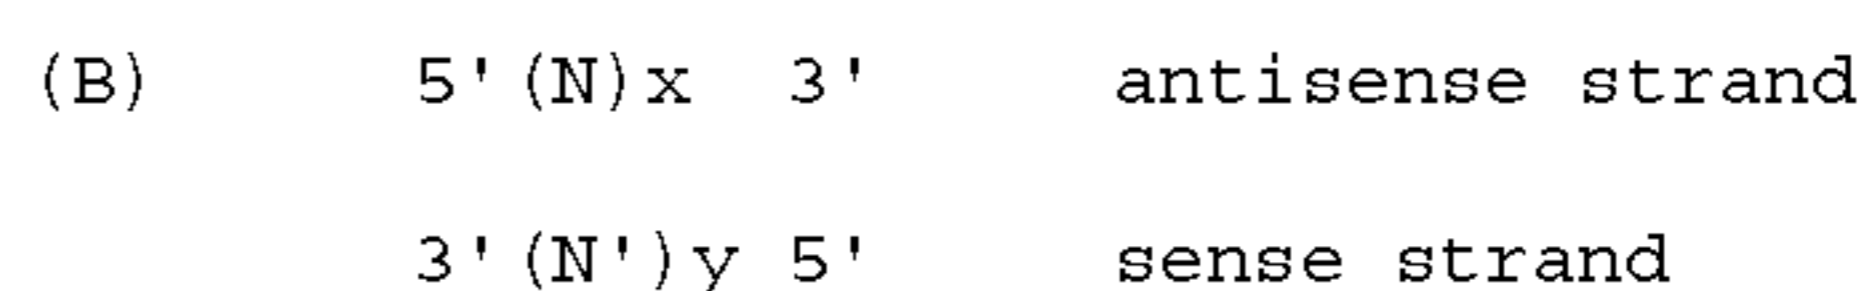 (B) 5'(N)x 3' antisense strand
3'(N')y 5' sense strand